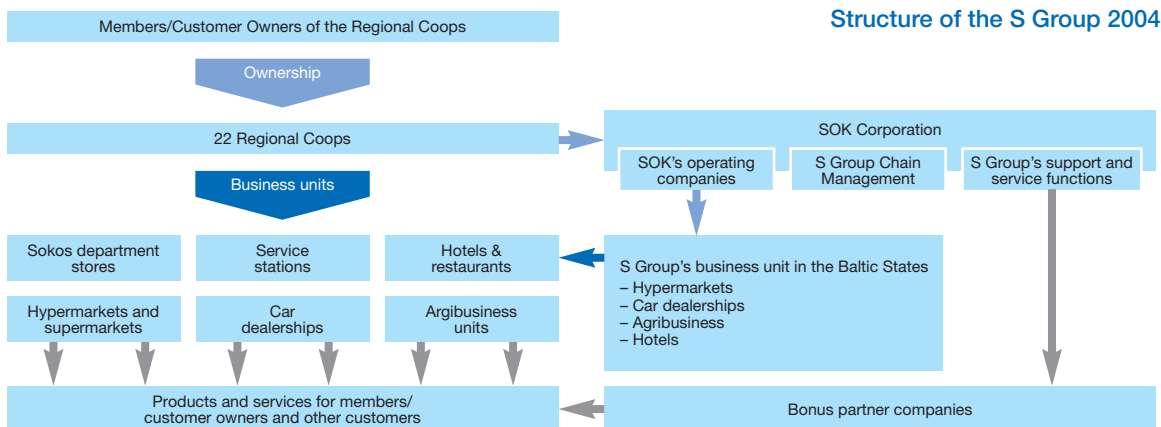 Structure of the S Group 2004
Members/Customer Owners of the Regional Coops
Ownership
22 Regional Coops
SOK Corporation
SOK's operating
companies
S Group Chain
Management
S Group's support and
service functions
Business units
Sokos department
stores
Service
stations
Hotels &
restaurants
Hypermarkets and
supermarkets
Car
dealerships
Argibusiness
units
S Group's business unit in the Baltic States
– Hypermarkets
– Car dealerships
– Agribusiness
– Hotels
Products and services for members/
customer owners and other customers
Bonus partner companies